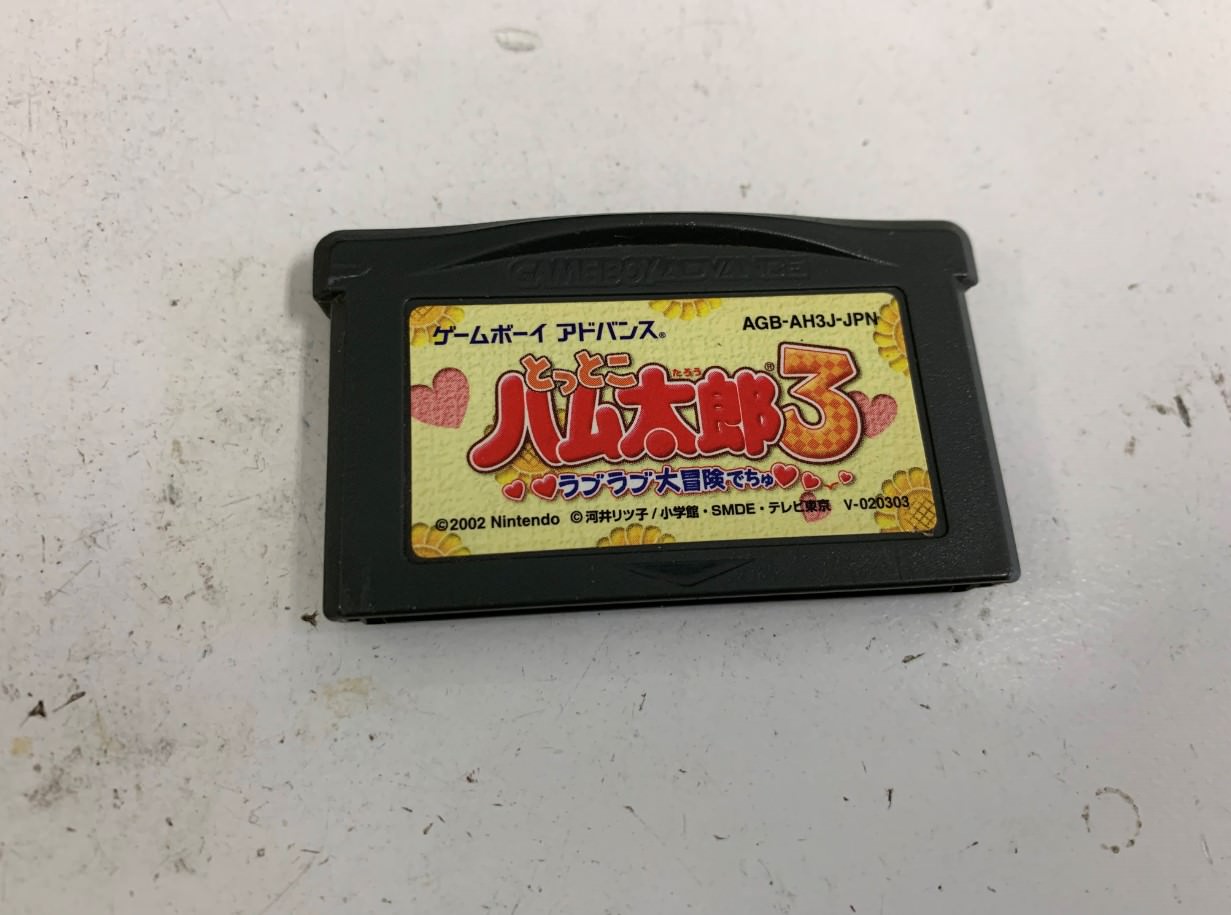 GAME BOY ADVANCE
ゲームボーイ アドバンス®
AGB-AH3J-JPN
とっとこ
たろう
ハム太郎®3
ラブラブ大冒険でちゅ
©2002 Nintendo ©河井リツ子/小学館・SMDE・テレビ東京 V-020303